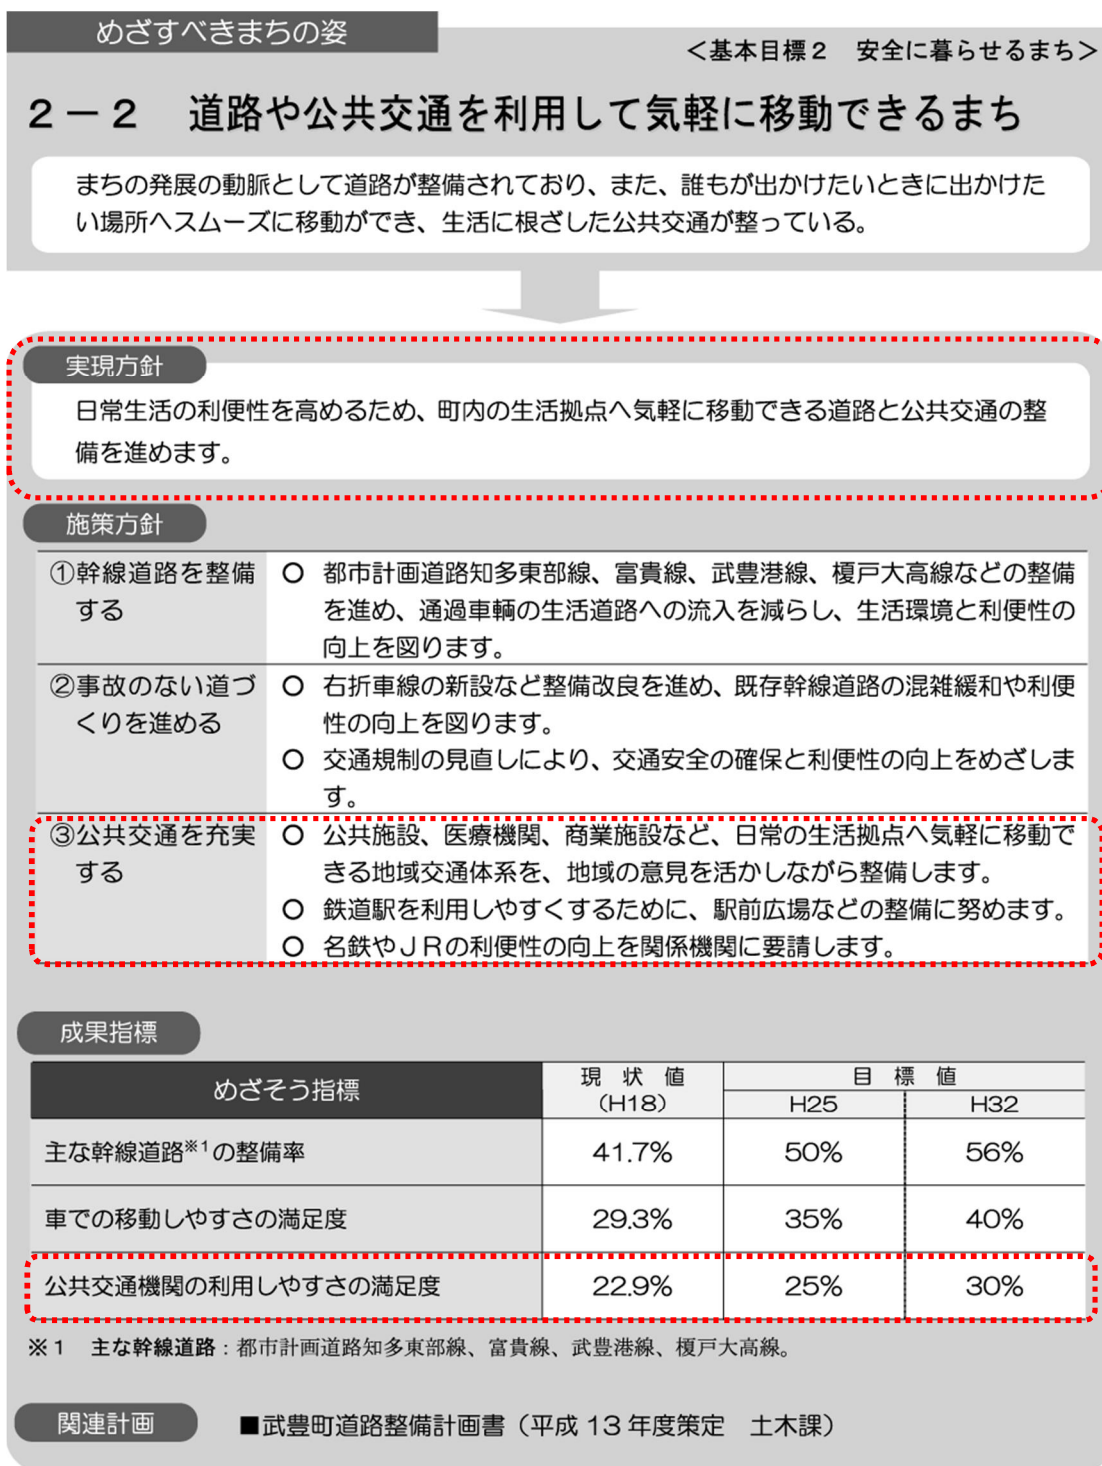 めざすべきまちの姿
＜基本目標２　安全に暮らせるまち＞
２－２　道路や公共交通を利用して気軽に移動できるまち
まちの発展の動脈として道路が整備されており、また、誰もが出かけたいときに出かけた
い場所へスムーズに移動ができ、生活に根ざした公共交通が整っている。
実現方針
日常生活の利便性を高めるため、町内の生活拠点へ気軽に移動できる道路と公共交通の整
備を進めます。
施策方針
①幹線道路を整備
する
○ 都市計画道路知多東部線、富貴線、武豊港線、榎戸大高線などの整備
を進め、通過車輌の生活道路への流入を減らし、生活環境と利便性の
向上を図ります。
②事故のない道づ
くりを進める
○ 右折車線の新設など整備改良を進め、既存幹線道路の混雑緩和や利便
性の向上を図ります。
○ 交通規制の見直しにより、交通安全の確保と利便性の向上をめざしま
す。
③公共交通を充実
する
○ 公共施設、医療機関、商業施設など、日常の生活拠点へ気軽に移動で
きる地域交通体系を、地域の意見を活かしながら整備します。
○ 鉄道駅を利用しやすくするために、駅前広場などの整備に努めます。
○ 名鉄やＪＲの利便性の向上を関係機関に要請します。
成果指標
めざそう指標
現状値
（H18）
目標値
H25 H32
主な幹線道路※1の整備率 41.7% 50% 56%
車での移動しやすさの満足度 29.3% 35% 40%
公共交通機関の利用しやすさの満足度 22.9% 25% 30%
※１　主な幹線道路：都市計画道路知多東部線、富貴線、武豊港線、榎戸大高線。
関連計画
■武豊町道路整備計画書（平成 13 年度策定　土木課）